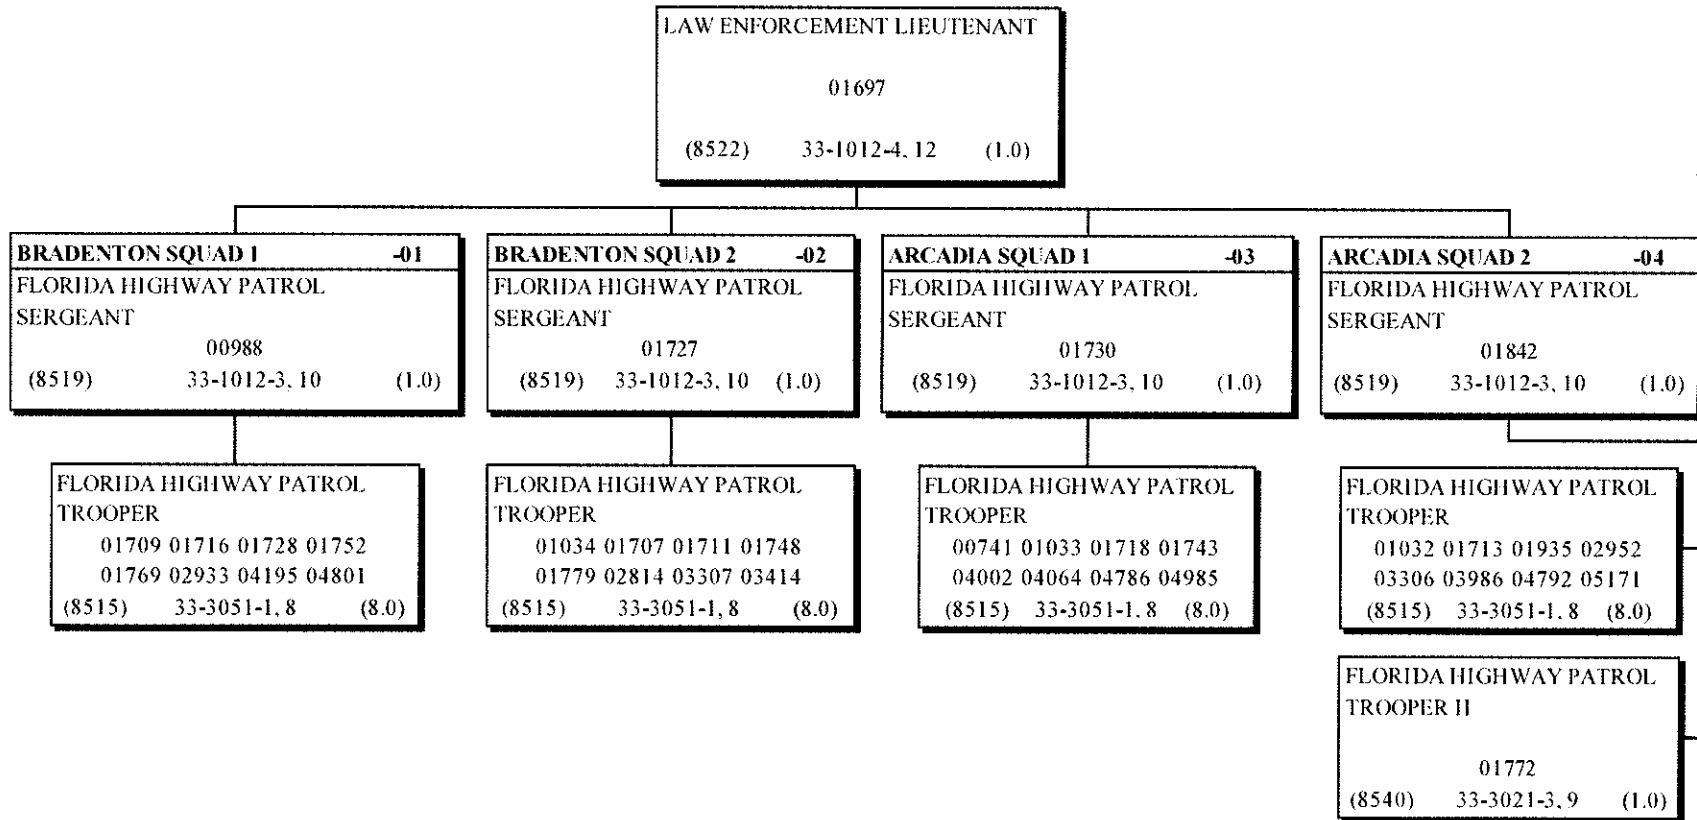 LAW ENFORCEMENT LIEUTENANT
01697
(8522) 33-1012-4, 12 (1.0)
BRADENTON SQUAD 1 -01
FLORIDA HIGHWAY PATROL
SERGEANT
00988
(8519) 33-1012-3, 10 (1.0)
FLORIDA HIGHWAY PATROL
TROOPER
01709 01716 01728 01752
01769 02933 04195 04801
(8515) 33-3051-1, 8 (8.0)
BRADENTON SQUAD 2 -02
FLORIDA HIGHWAY PATROL
SERGEANT
01727
(8519) 33-1012-3, 10 (1.0)
FLORIDA HIGHWAY PATROL
TROOPER
01034 01707 01711 01748
01779 02814 03307 03414
(8515) 33-3051-1, 8 (8.0)
ARCADIA SQUAD 1 -03
FLORIDA HIGHWAY PATROL
SERGEANT
01730
(8519) 33-1012-3, 10 (1.0)
FLORIDA HIGHWAY PATROL
TROOPER
00741 01033 01718 01743
04002 04064 04786 04985
(8515) 33-3051-1, 8 (8.0)
ARCADIA SQUAD 2 -04
FLORIDA HIGHWAY PATROL
SERGEANT
01842
(8519) 33-1012-3, 10 (1.0)
FLORIDA HIGHWAY PATROL
TROOPER
01032 01713 01935 02952
03306 03986 04792 05171
(8515) 33-3051-1, 8 (8.0)
FLORIDA HIGHWAY PATROL
TROOPER II
01772
(8540) 33-3021-3, 9 (1.0)